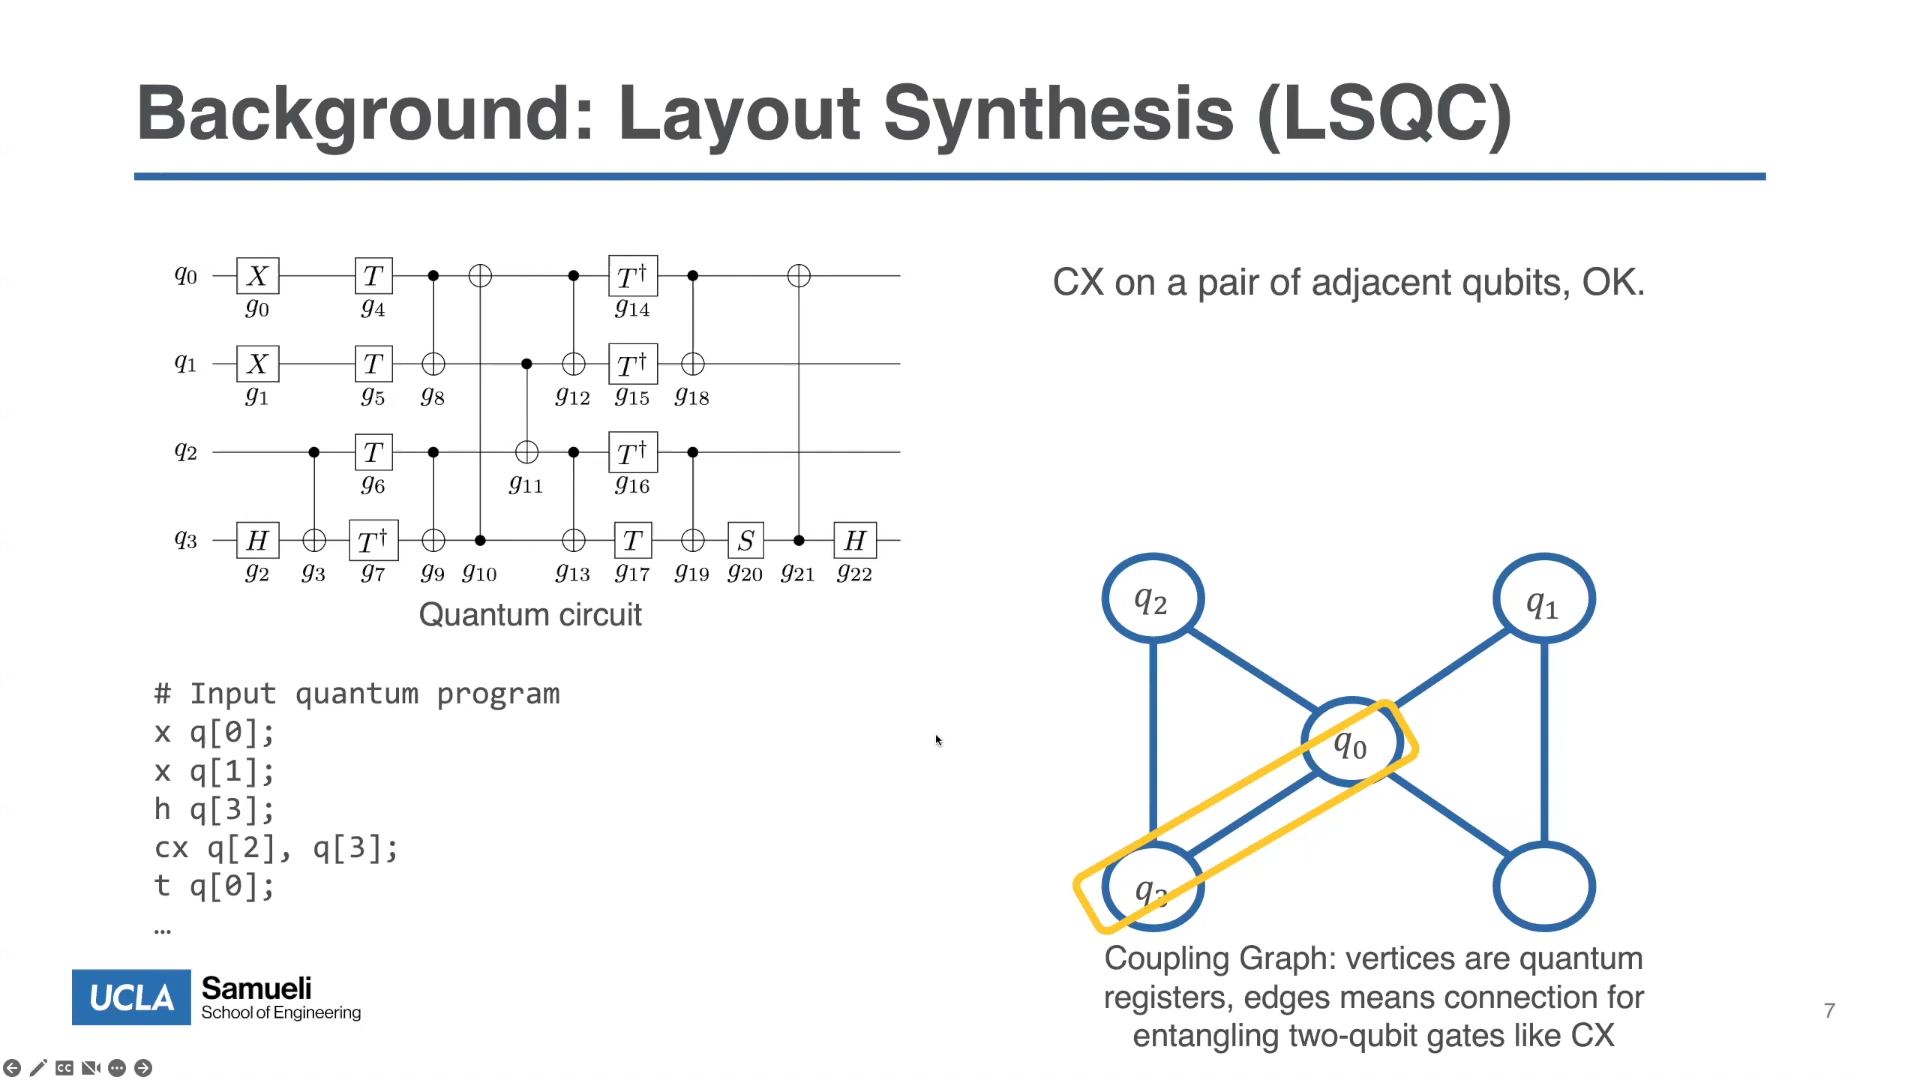 Background: Layout Synthesis (LSQC)
CX on a pair of adjacent qubits, OK.
q₀ X T T†
g₀ g₄ g₁₄
q₁ X T T†
g₁ g₅ g₈ g₁₂ g₁₅ g₁₈
q₂ T T†
g₆ g₁₁ g₁₆
q₃ H T† T S H
g₂ g₃ g₇ g₉ g₁₀ g₁₃ g₁₇ g₁₉ g₂₀ g₂₁ g₂₂
Quantum circuit
# Input quantum program
x q[0];
x q[1];
h q[3];
cx q[2], q[3];
t q[0];
…
q₂ q₁
q₀
q₃
Coupling Graph: vertices are quantum
registers, edges means connection for
entangling two-qubit gates like CX
UCLA Samueli
School of Engineering
7
CC